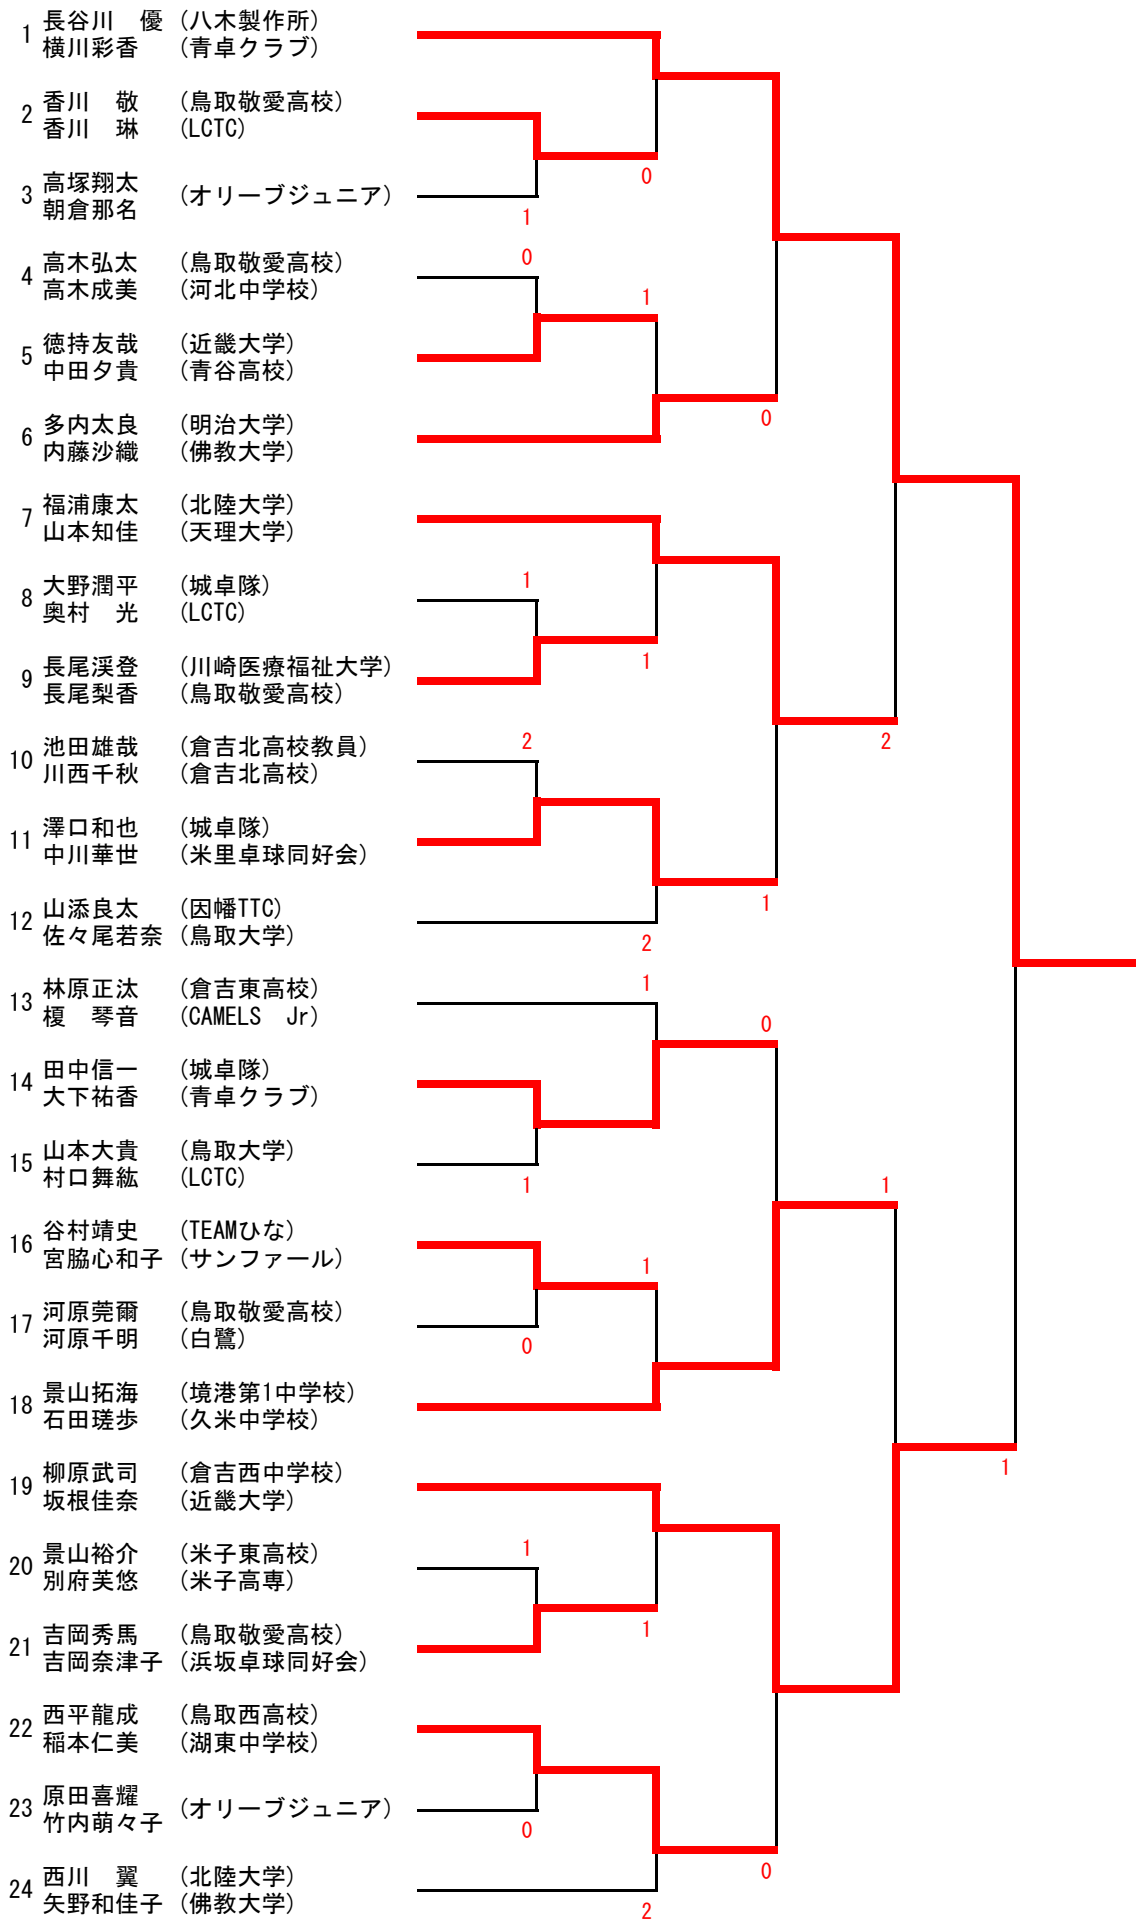 1 長谷川　優 (八木製作所)
横川彩香 (青卓クラブ)
2 香川　敬 (鳥取敬愛高校)
香川　琳 (LCTC)
0
3 高塚翔太 (オリーブジュニア)
朝倉那名
1
0
4 高木弘太 (鳥取敬愛高校)
高木成美 (河北中学校)
1
5 徳持友哉 (近畿大学)
中田夕貴 (青谷高校)
0
6 多内太良 (明治大学)
内藤沙織 (佛教大学)
7 福浦康太 (北陸大学)
山本知佳 (天理大学)
1
8 大野潤平 (城卓隊)
奥村　光 (LCTC)
1
9 長尾渓登 (川崎医療福祉大学)
長尾梨香 (鳥取敬愛高校)
2 2
10 池田雄哉 (倉吉北高校教員)
川西千秋 (倉吉北高校)
11 澤口和也 (城卓隊)
中川華世 (米里卓球同好会)
1
12 山添良太 (因幡TTC)
佐々尾若奈 (鳥取大学)
2
1
13 林原正汰 (倉吉東高校)
榎　琴音 (CAMELS Jr)
0
14 田中信一 (城卓隊)
大下祐香 (青卓クラブ)
15 山本大貴 (鳥取大学)
村口舞紘 (LCTC)
1 1
16 谷村靖史 (TEAMひな)
宮脇心和子 (サンファール)
1
17 河原莞爾 (鳥取敬愛高校)
河原千明 (白鷺)
0
18 景山拓海 (境港第1中学校)
石田瑳歩 (久米中学校)
1
19 柳原武司 (倉吉西中学校)
坂根佳奈 (近畿大学)
1
20 景山裕介 (米子東高校)
別府芙悠 (米子高専)
1
21 吉岡秀馬 (鳥取敬愛高校)
吉岡奈津子 (浜坂卓球同好会)
22 西平龍成 (鳥取西高校)
稲本仁美 (湖東中学校)
23 原田喜耀 (オリーブジュニア)
竹内萌々子
0
0
24 西川　翼 (北陸大学)
矢野和佳子 (佛教大学)
2